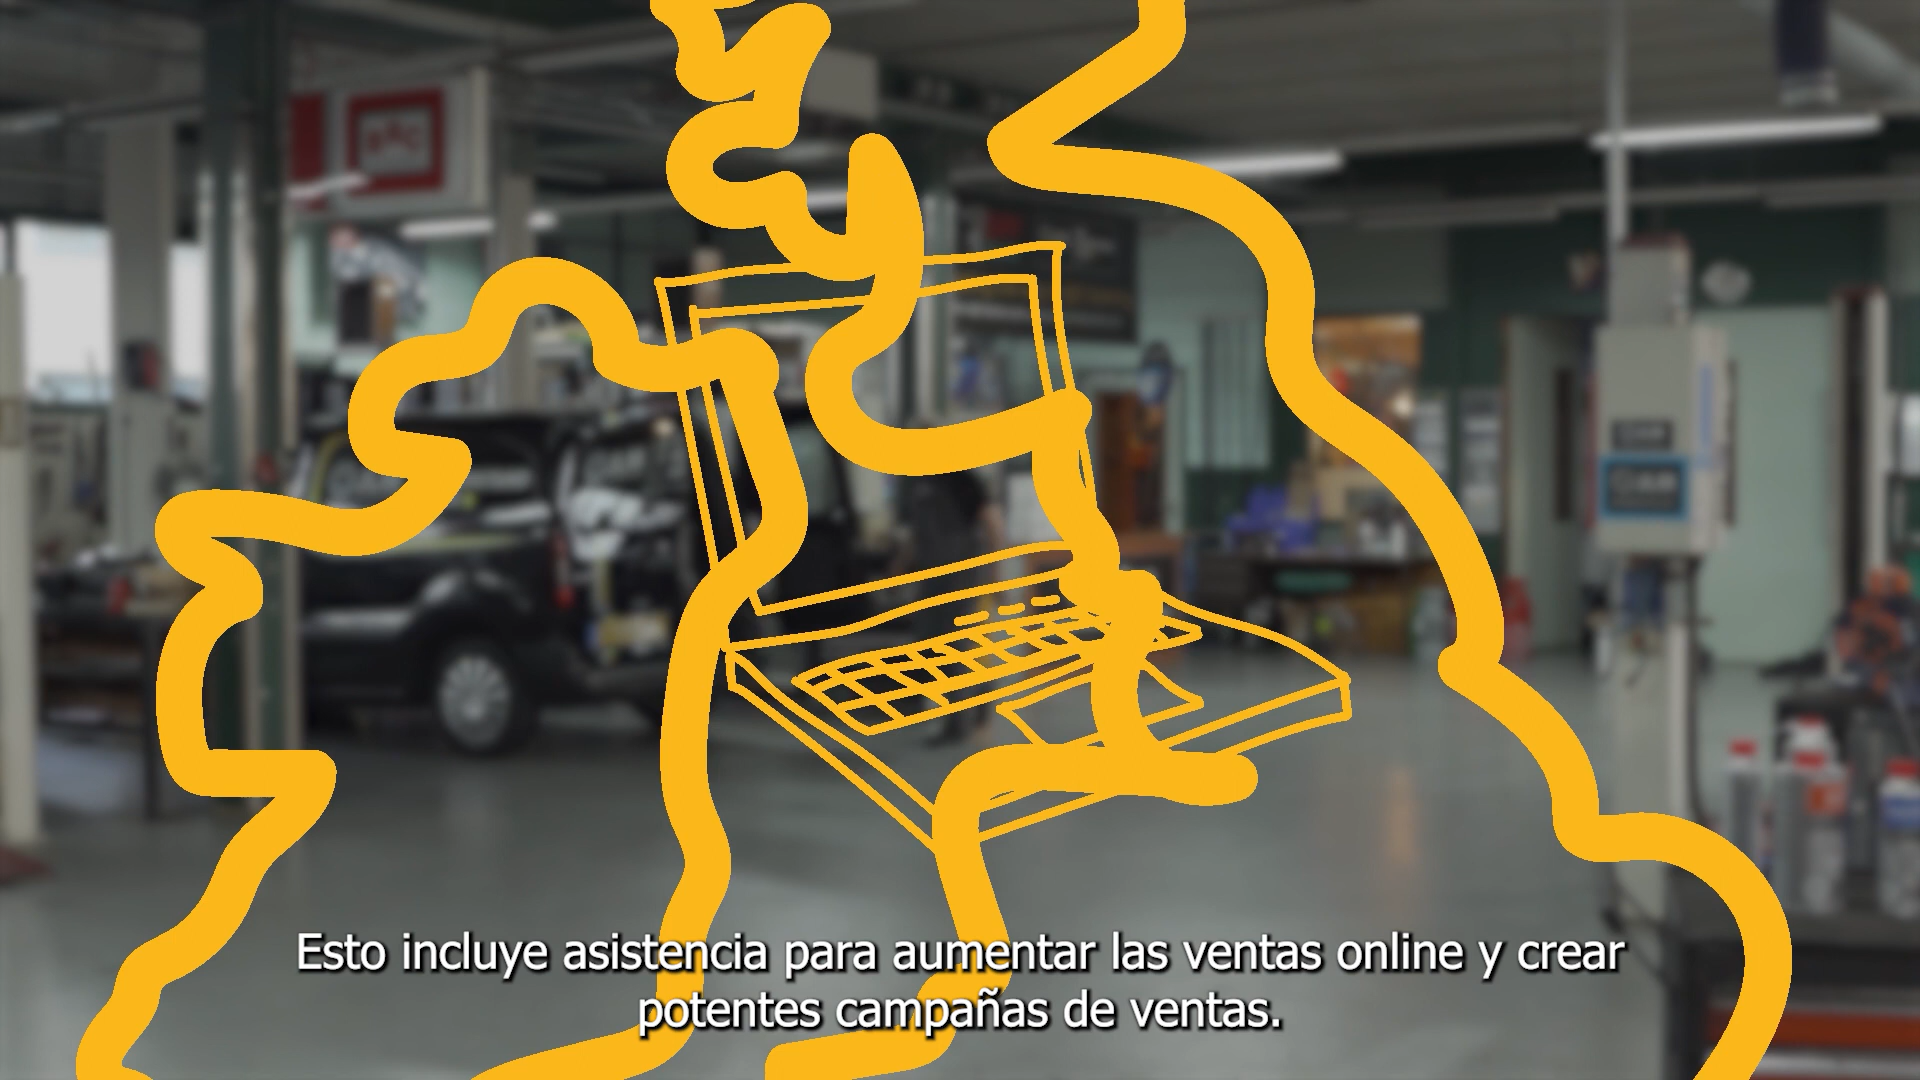 Esto incluye asistencia para aumentar las ventas online y crear
potentes campañas de ventas.